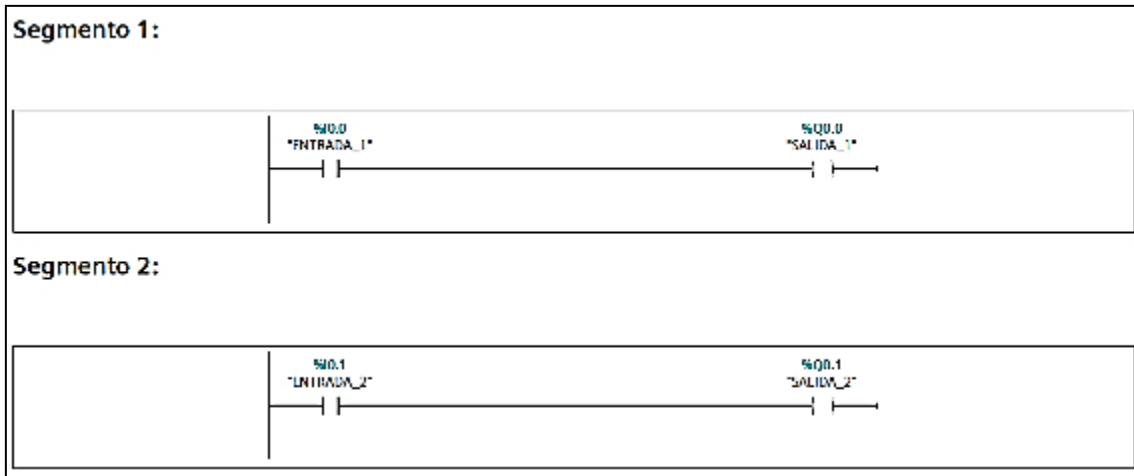 Segmento 1:
%I0.0 %Q0.0
"ENTRADA_1" "SALIDA_1"
Segmento 2:
%I0.1 %Q0.1
"ENTRADA_2" "SALIDA_2"